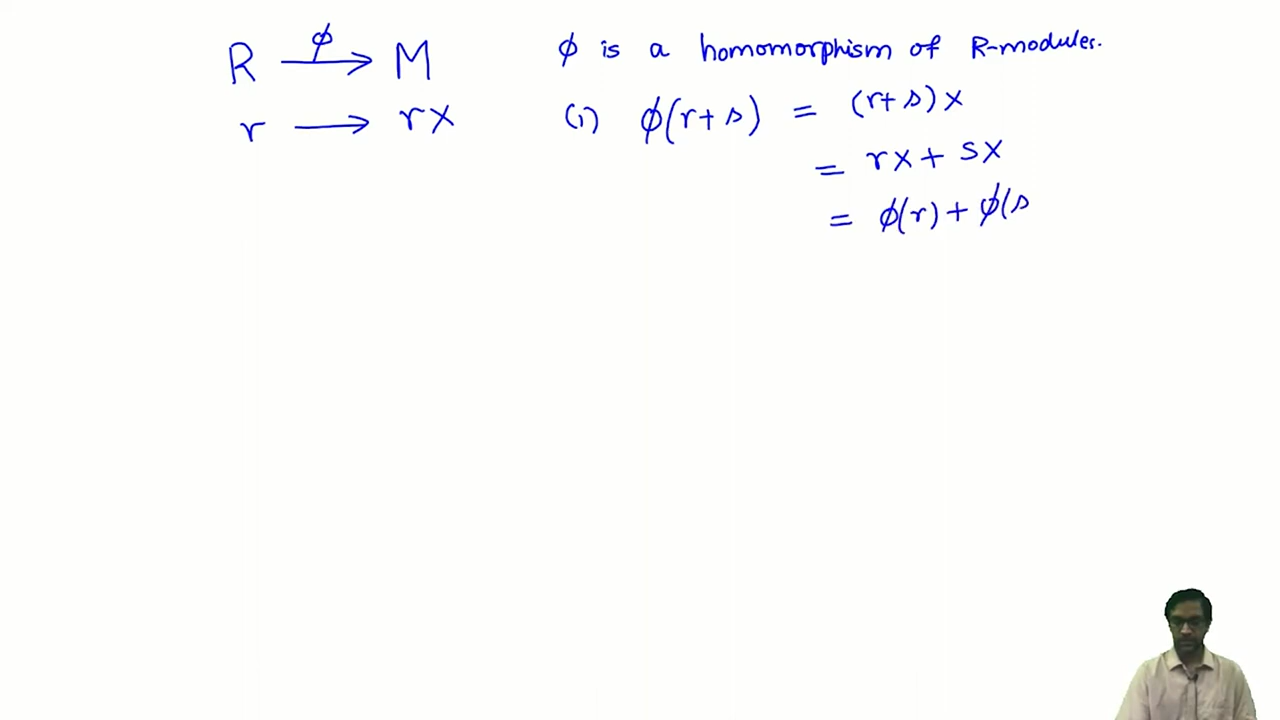 R —ϕ→ M
r ⟶ rx
ϕ is a homomorphism of R-modules.
(1) ϕ(r+s) = (r+s)x
= rx + sx
= ϕ(r) + ϕ(s